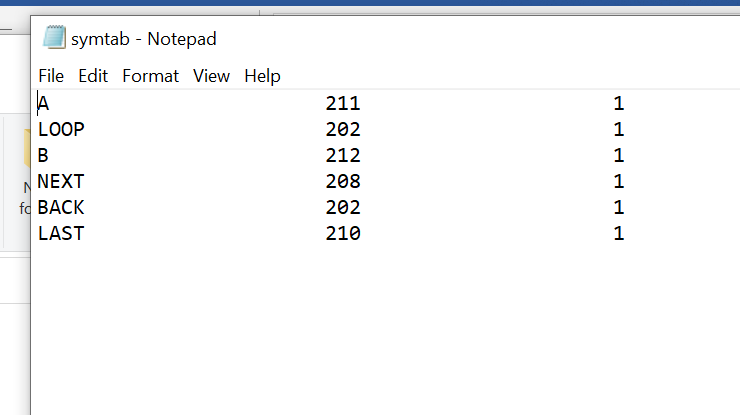 symtab - Notepad
File Edit Format View Help
A 211 1
LOOP 202 1
B 212 1
NEXT 208 1
BACK 202 1
LAST 210 1